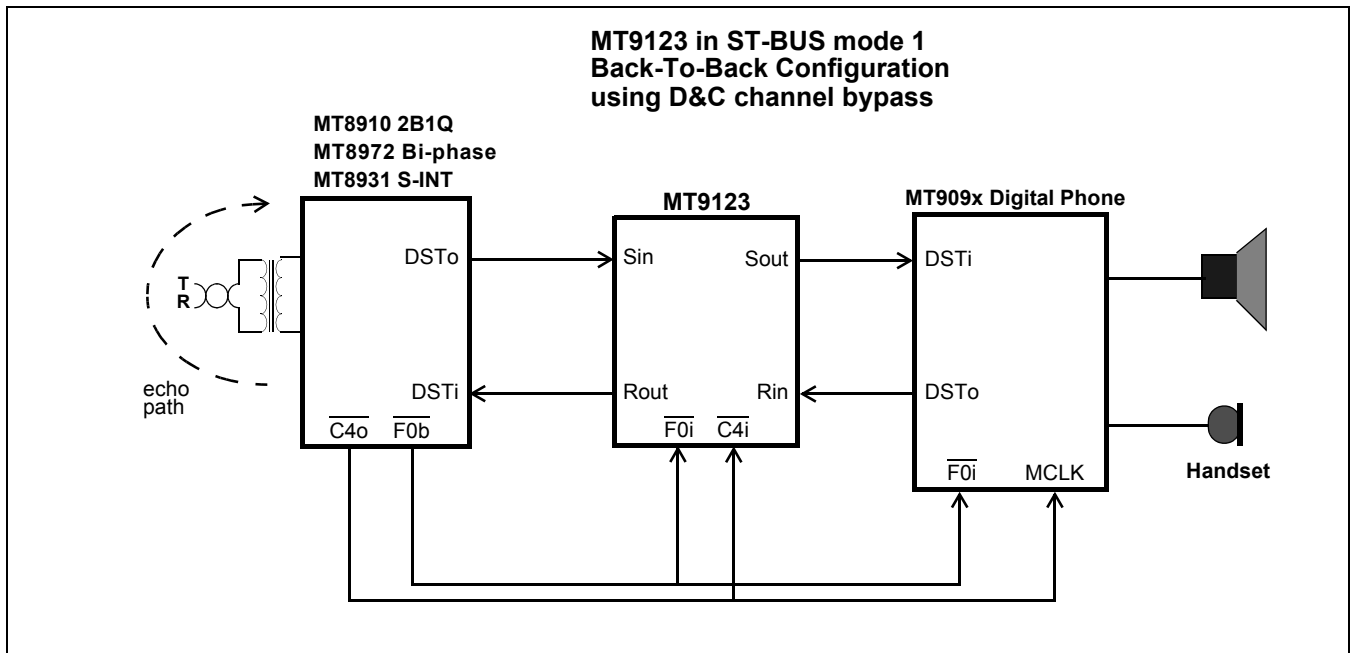 MT9123 in ST-BUS mode 1
Back-To-Back Configuration
using D&C channel bypass
MT8910 2B1Q
MT8972 Bi-phase
MT8931 S-INT
MT9123
MT909x Digital Phone
DSTo
Sin
Sout
DSTi
T
R
echo
path
DSTi
Rout
Rin
DSTo
C4o
F0b
F0i
C4i
F0i
MCLK
Handset